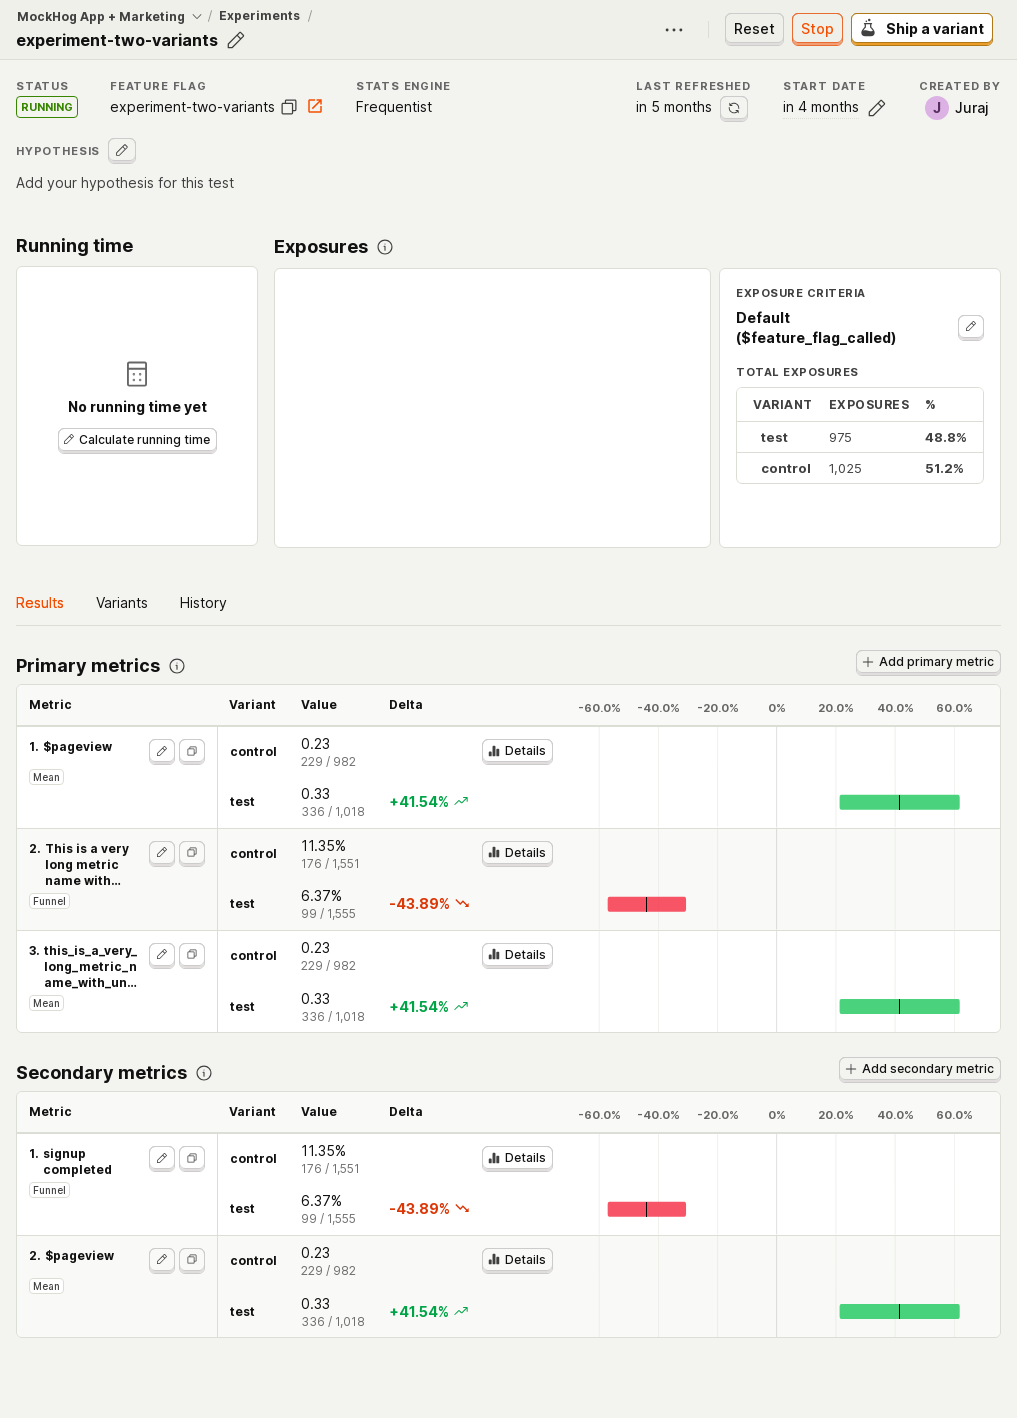 MockHog App + Marketing / Experiments /
experiment-two-variants
Reset
Stop
Ship a variant
STATUS
RUNNING
FEATURE FLAG
experiment-two-variants
STATS ENGINE
Frequentist
LAST REFRESHED
in 5 months
START DATE
in 4 months
CREATED BY
J Juraj
HYPOTHESIS
Add your hypothesis for this test
Running time
No running time yet
Calculate running time
Exposures
EXPOSURE CRITERIA
Default
($feature_flag_called)
TOTAL EXPOSURES
VARIANT EXPOSURES %
test 975 48.8%
control 1,025 51.2%
Results Variants History
Primary metrics
Add primary metric
Metric Variant Value Delta -60.0% -40.0% -20.0% 0% 20.0% 40.0% 60.0%
1. $pageview
Mean
control 0.23
229 / 982
Details
test 0.33
336 / 1,018
+41.54%
2. This is a very
long metric
name with...
Funnel
control 11.35%
176 / 1,551
Details
test 6.37%
99 / 1,555
-43.89%
3. this_is_a_very_
long_metric_n
ame_with_un...
Mean
control 0.23
229 / 982
Details
test 0.33
336 / 1,018
+41.54%
Secondary metrics
Add secondary metric
Metric Variant Value Delta -60.0% -40.0% -20.0% 0% 20.0% 40.0% 60.0%
1. signup
completed
Funnel
control 11.35%
176 / 1,551
Details
test 6.37%
99 / 1,555
-43.89%
2. $pageview
Mean
control 0.23
229 / 982
Details
test 0.33
336 / 1,018
+41.54%